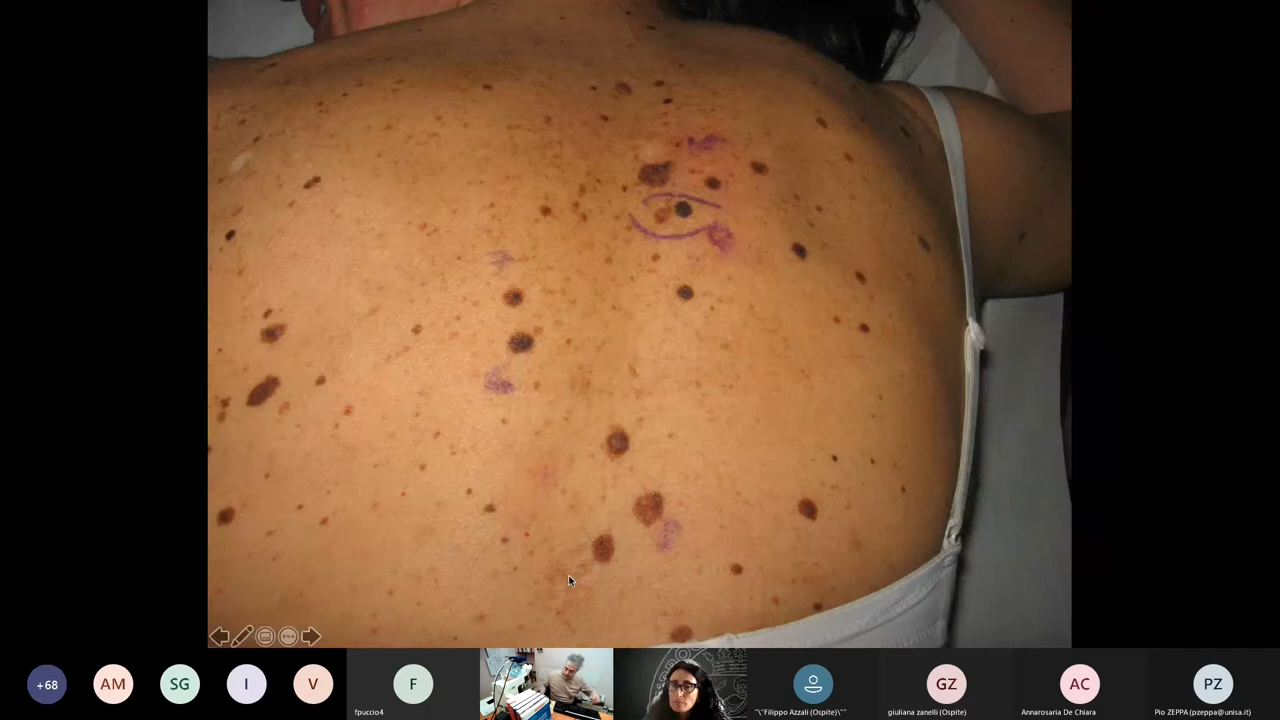 +68
AM
SG
I
V
F
fpuccio4
"\"Filippo Azzali (Ospite)\""
GZ
giuliana zanelli (Ospite)
AC
Annarosaria De Chiara
PZ
Pio ZEPPA (pzeppa@unisa.it)